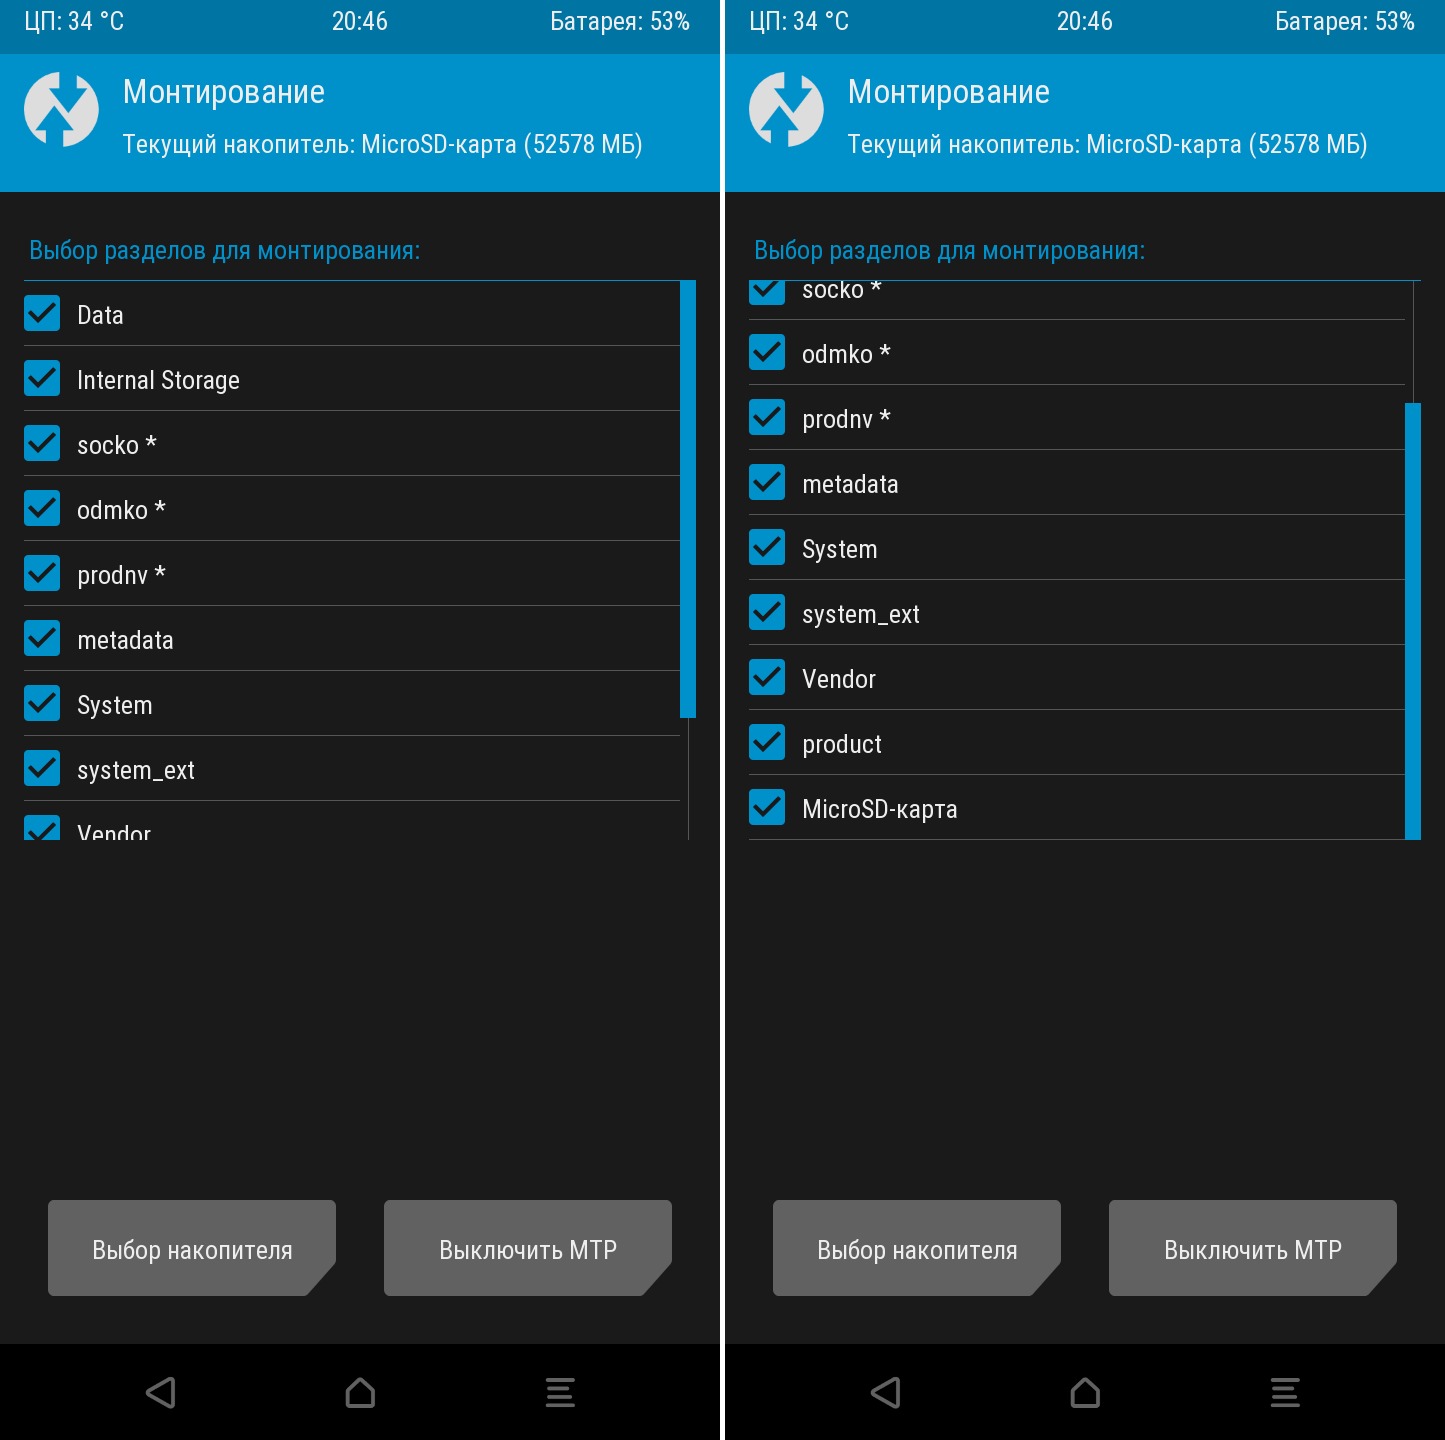 ЦП: 34 °C 20:46 Батарея: 53%
Монтирование
Текущий накопитель: MicroSD-карта (52578 МБ)
Выбор разделов для монтирования:
Data
Internal Storage
socko *
odmko *
prodnv *
metadata
System
system_ext
Vendor
Выбор накопителя Выключить MTP
ЦП: 34 °C 20:46 Батарея: 53%
Монтирование
Текущий накопитель: MicroSD-карта (52578 МБ)
Выбор разделов для монтирования:
socko *
odmko *
prodnv *
metadata
System
system_ext
Vendor
product
MicroSD-карта
Выбор накопителя Выключить MTP